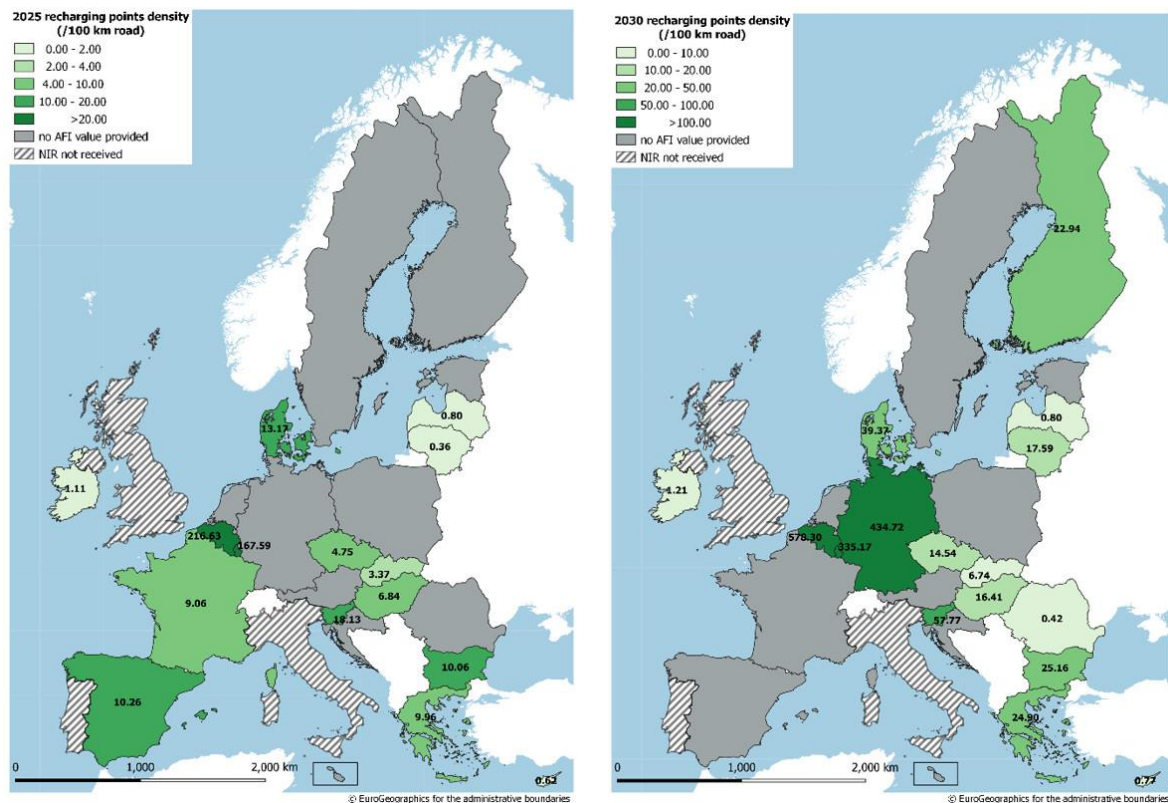 2025 recharging points density
(/100 km road)
0.00 - 2.00
2.00 - 4.00
4.00 - 10.00
10.00 - 20.00
>20.00
no AFI value provided
NIR not received
13.17
0.80
0.36
1.11
216.63
167.59
4.75
3.37
6.84
9.06
18.13
10.06
10.26
9.96
0.62
0
1,000
2,000 km
© EuroGeographics for the administrative boundaries
2030 recharging points density
(/100 km road)
0.00 - 10.00
10.00 - 20.00
20.00 - 50.00
50.00 - 100.00
>100.00
no AFI value provided
NIR not received
22.94
39.37
0.80
17.59
1.21
434.72
578.30
335.17
14.54
6.74
16.41
0.42
57.77
25.16
24.90
0.77
0
1,000
2,000 km
© EuroGeographics for the administrative boundaries